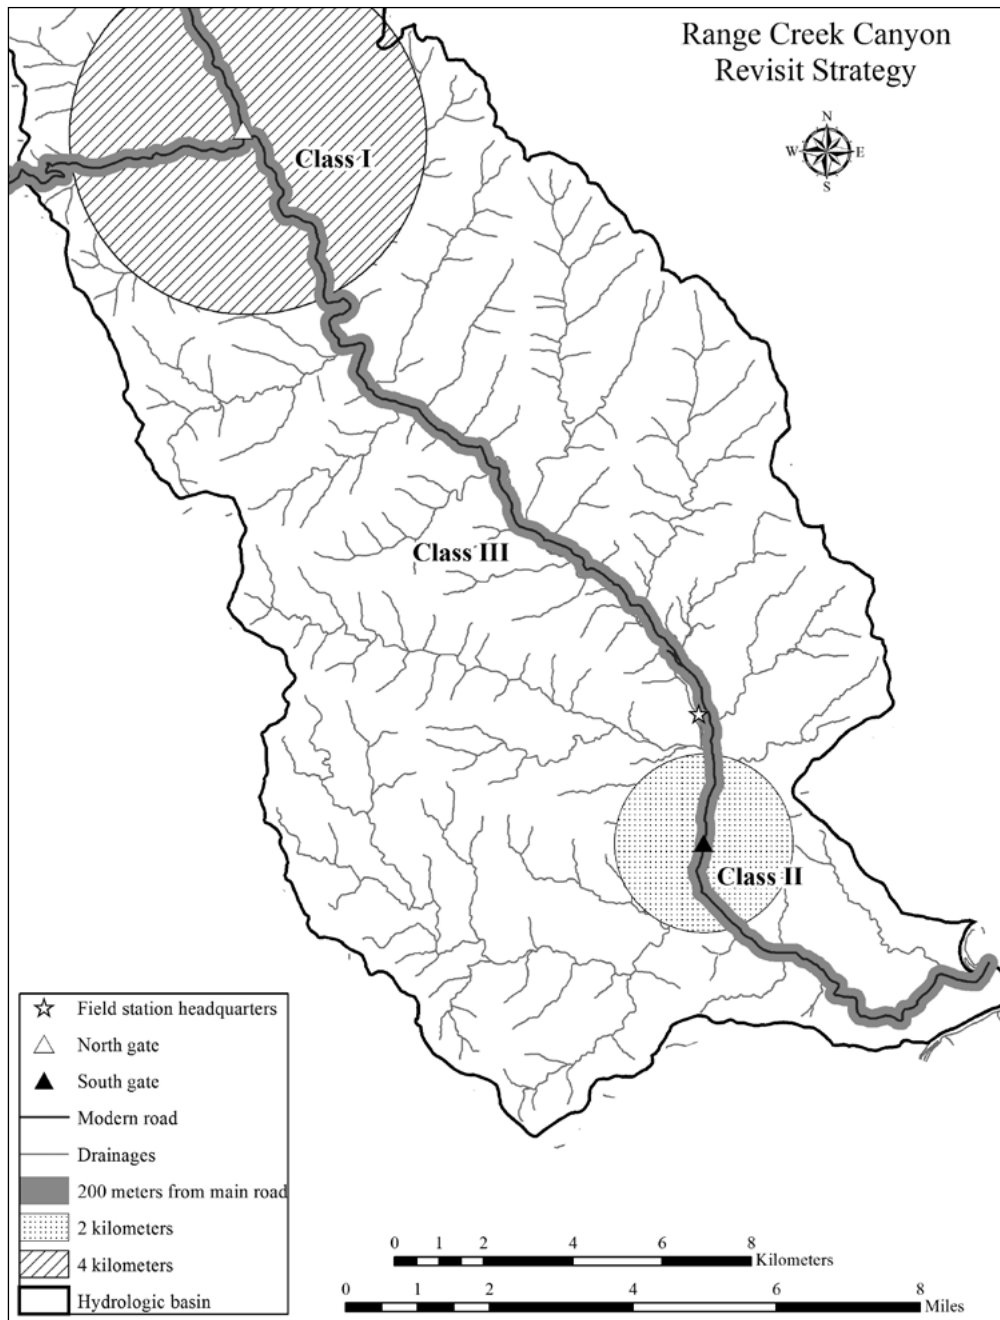 Range Creek Canyon
Revisit Strategy
N
W E
S
Class I
Class III
Class II
Field station headquarters
North gate
South gate
Modern road
Drainages
200 meters from main road
2 kilometers
4 kilometers
Hydrologic basin
0 1 2 4 6 8
Kilometers
0 1 2 4 6 8
Miles